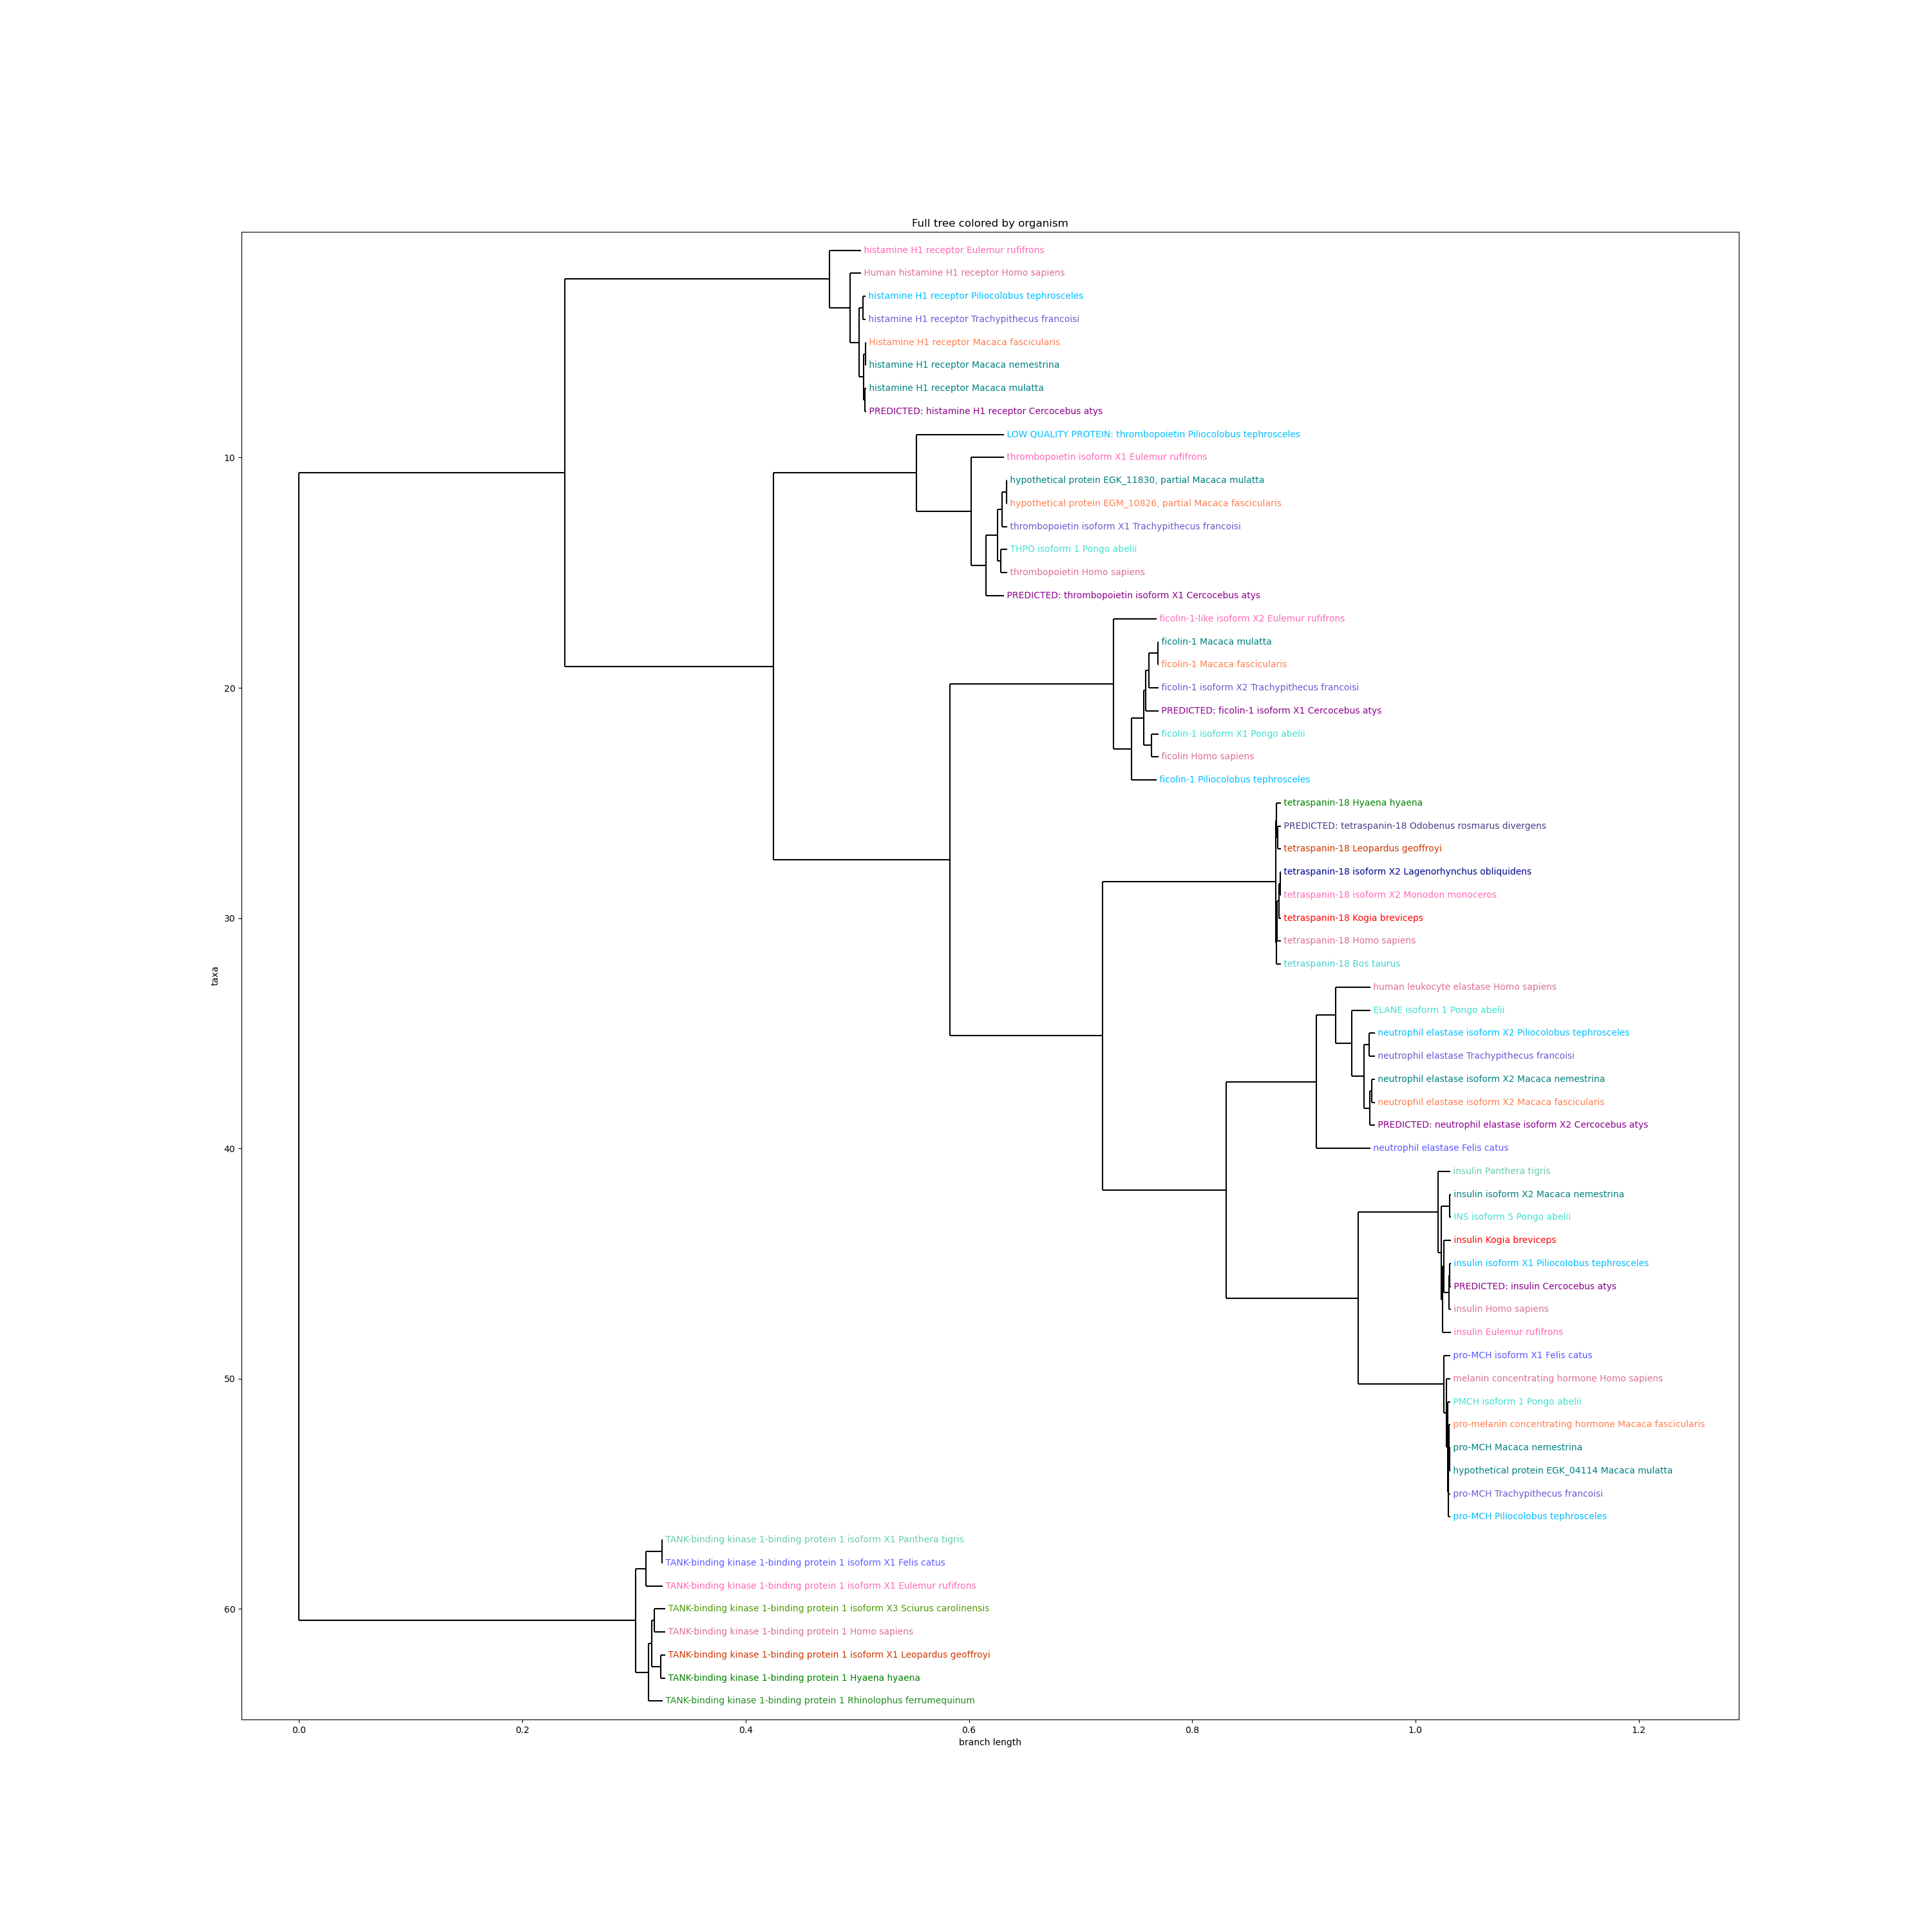 Full tree colored by organism
histamine H1 receptor Eulemur rufifrons
Human histamine H1 receptor Homo sapiens
histamine H1 receptor Piliocolobus tephrosceles
histamine H1 receptor Trachypithecus francoisi
Histamine H1 receptor Macaca fascicularis
histamine H1 receptor Macaca nemestrina
histamine H1 receptor Macaca mulatta
PREDICTED: histamine H1 receptor Cercocebus atys
LOW QUALITY PROTEIN: thrombopoietin Piliocolobus tephrosceles
10
thrombopoietin isoform X1 Eulemur rufifrons
hypothetical protein EGK_11830, partial Macaca mulatta
hypothetical protein EGM_10826, partial Macaca fascicularis
thrombopoietin isoform X1 Trachypithecus francoisi
THPO isoform 1 Pongo abelii
thrombopoietin Homo sapiens
PREDICTED: thrombopoietin isoform X1 Cercocebus atys
ficolin-1-like isoform X2 Eulemur rufifrons
ficolin-1 Macaca mulatta
ficolin-1 Macaca fascicularis
20
ficolin-1 isoform X2 Trachypithecus francoisi
PREDICTED: ficolin-1 isoform X1 Cercocebus atys
ficolin-1 isoform X1 Pongo abelii
ficolin Homo sapiens
ficolin-1 Piliocolobus tephrosceles
tetraspanin-18 Hyaena hyaena
PREDICTED: tetraspanin-18 Odobenus rosmarus divergens
tetraspanin-18 Leopardus geoffroyi
tetraspanin-18 isoform X2 Lagenorhynchus obliquidens
tetraspanin-18 isoform X2 Monodon monoceros
30
tetraspanin-18 Kogia breviceps
tetraspanin-18 Homo sapiens
tetraspanin-18 Bos taurus
taxa
human leukocyte elastase Homo sapiens
ELANE isoform 1 Pongo abelii
neutrophil elastase isoform X2 Piliocolobus tephrosceles
neutrophil elastase Trachypithecus francoisi
neutrophil elastase isoform X2 Macaca nemestrina
neutrophil elastase isoform X2 Macaca fascicularis
PREDICTED: neutrophil elastase isoform X2 Cercocebus atys
40
neutrophil elastase Felis catus
insulin Panthera tigris
insulin isoform X2 Macaca nemestrina
INS isoform 5 Pongo abelii
insulin Kogia breviceps
insulin isoform X1 Piliocolobus tephrosceles
PREDICTED: insulin Cercocebus atys
insulin Homo sapiens
insulin Eulemur rufifrons
pro-MCH isoform X1 Felis catus
50
melanin concentrating hormone Homo sapiens
PMCH isoform 1 Pongo abelii
pro-melanin concentrating hormone Macaca fascicularis
pro-MCH Macaca nemestrina
hypothetical protein EGK_04114 Macaca mulatta
pro-MCH Trachypithecus francoisi
pro-MCH Piliocolobus tephrosceles
TANK-binding kinase 1-binding protein 1 isoform X1 Panthera tigris
TANK-binding kinase 1-binding protein 1 isoform X1 Felis catus
TANK-binding kinase 1-binding protein 1 isoform X1 Eulemur rufifrons
60
TANK-binding kinase 1-binding protein 1 isoform X3 Sciurus carolinensis
TANK-binding kinase 1-binding protein 1 Homo sapiens
TANK-binding kinase 1-binding protein 1 isoform X1 Leopardus geoffroyi
TANK-binding kinase 1-binding protein 1 Hyaena hyaena
TANK-binding kinase 1-binding protein 1 Rhinolophus ferrumequinum
0.0 0.2 0.4 0.6 0.8 1.0 1.2
branch length